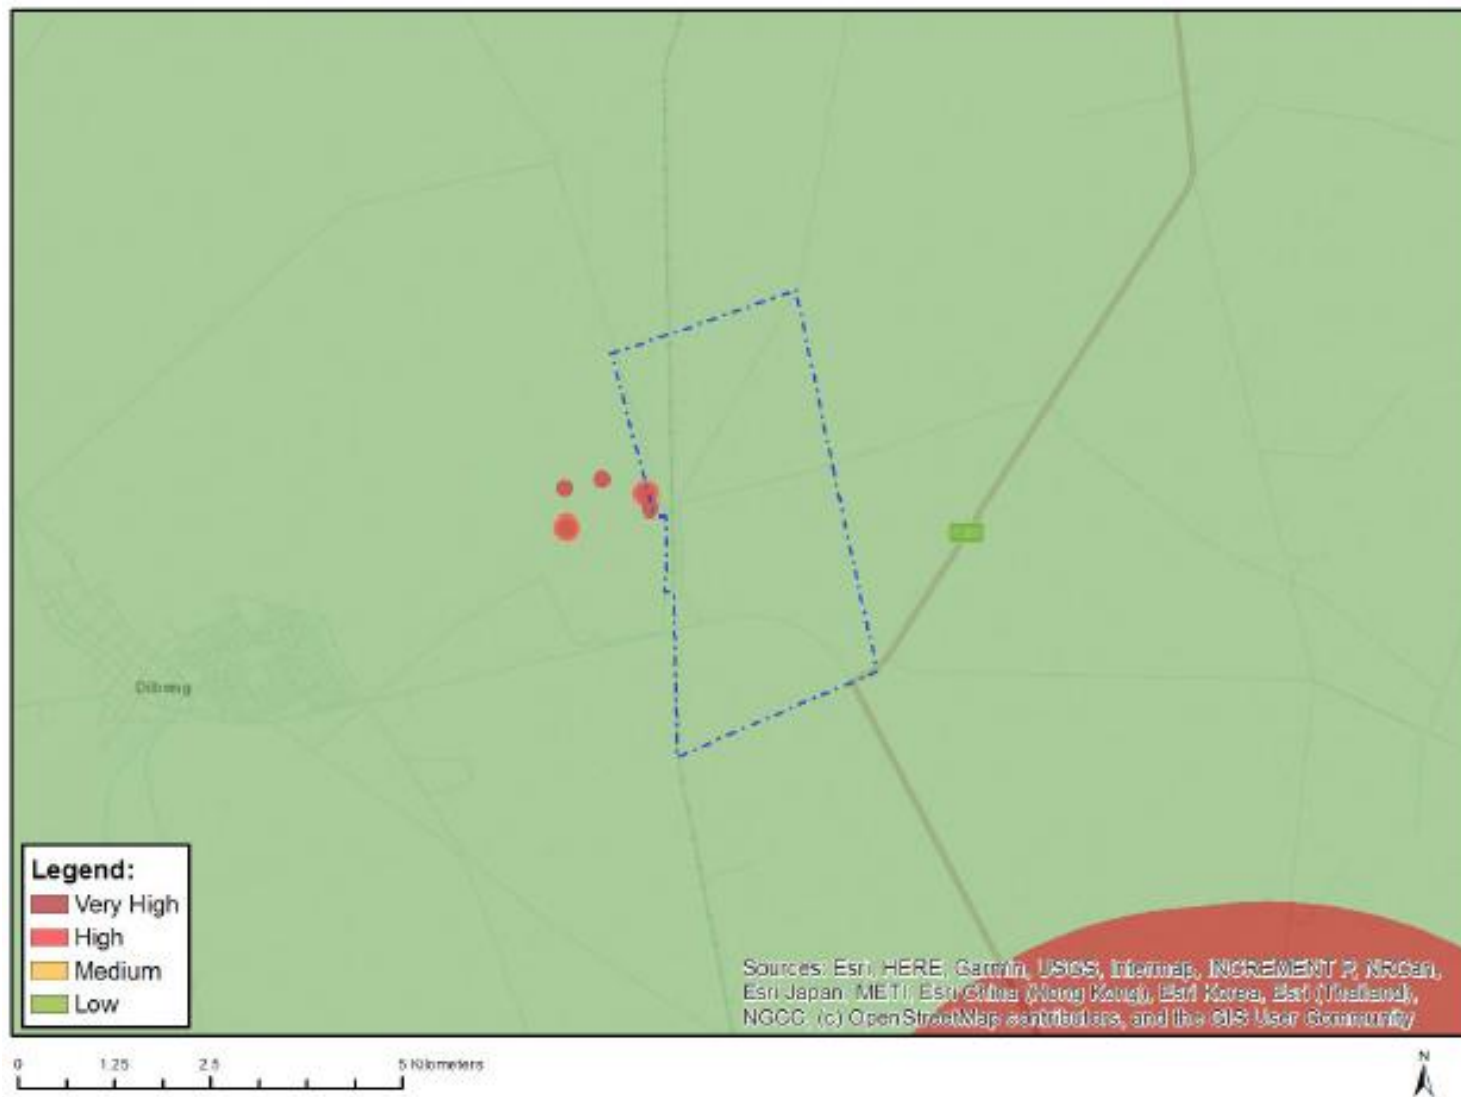 Dibeng
Legend:
Very High
High
Medium
Low
Sources: Esri, HERE, Garmin, USGS, Intermap, INCREMENT P, NRCan,
Esri Japan, METI, Esri China (Hong Kong), Esri Korea, Esri (Thailand),
NGCC, (c) OpenStreetMap contributors, and the GIS User Community
0 1.25 2.5 5 Kilometers
N